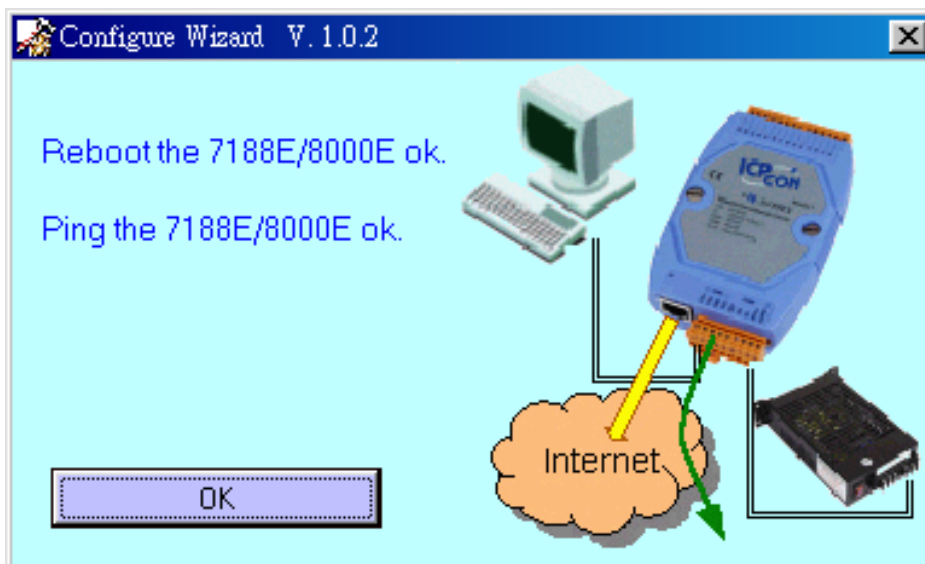 Configure Wizard V. 1.0.2
Reboot the 7188E/8000E ok.
Ping the 7188E/8000E ok.
ICP
CON
Internet
OK